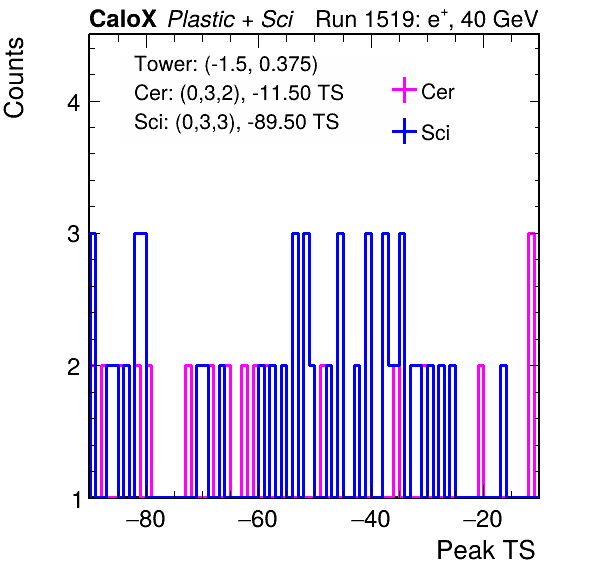 CaloX Plastic + Sci Run 1519: e+, 40 GeV
Tower: (-1.5, 0.375)
Cer: (0,3,2), -11.50 TS
Sci: (0,3,3), -89.50 TS
Cer
Sci
Counts
4
3
2
1
−80 −60 −40 −20
Peak TS